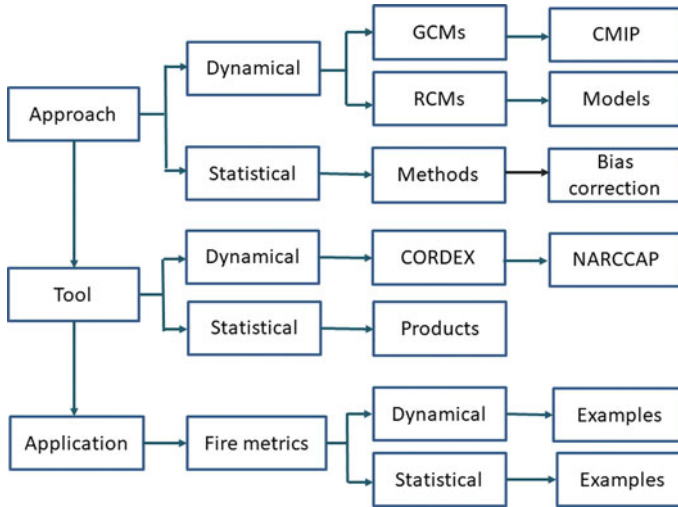 GCMs
CMIP
Dynamical
RCMs
Models
Approach
Statistical
Methods
Bias
correction
Dynamical
CORDEX
NARCCAP
Tool
Statistical
Products
Dynamical
Examples
Application
Fire metrics
Statistical
Examples